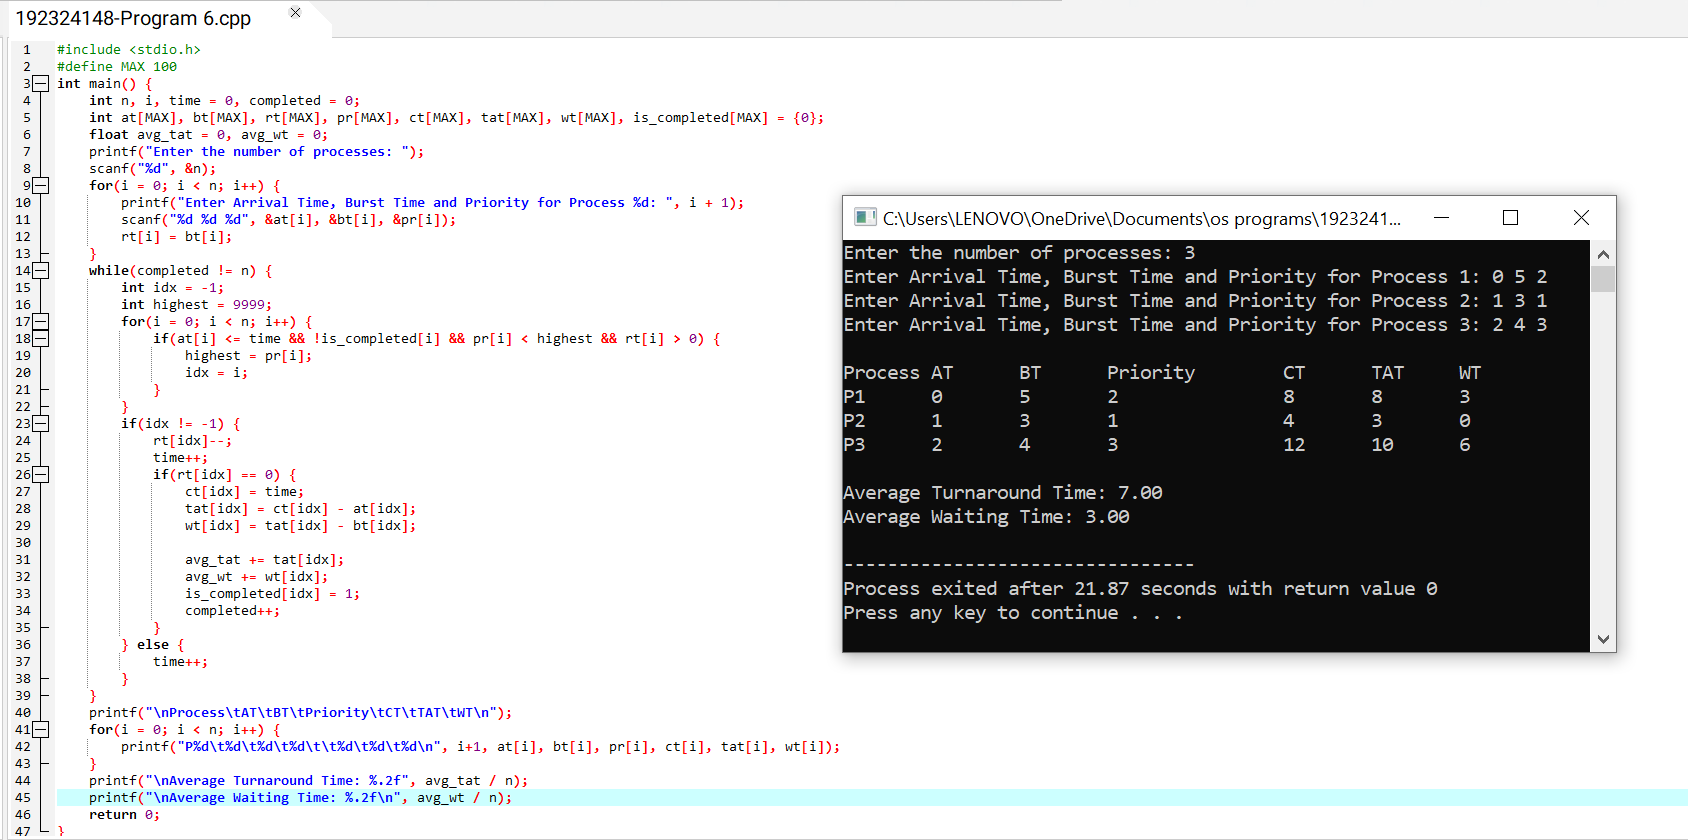 192324148-Program 6.cpp
1 #include <stdio.h>
2 #define MAX 100
3 int main() {
4 int n, i, time = 0, completed = 0;
5 int at[MAX], bt[MAX], rt[MAX], pr[MAX], ct[MAX], tat[MAX], wt[MAX], is_completed[MAX] = {0};
6 float avg_tat = 0, avg_wt = 0;
7 printf("Enter the number of processes: ");
8 scanf("%d", &n);
9 for(i = 0; i < n; i++) {
10 printf("Enter Arrival Time, Burst Time and Priority for Process %d: ", i + 1);
11 scanf("%d %d %d", &at[i], &bt[i], &pr[i]);
12 rt[i] = bt[i];
13 }
14 while(completed != n) {
15 int idx = -1;
16 int highest = 9999;
17 for(i = 0; i < n; i++) {
18 if(at[i] <= time && !is_completed[i] && pr[i] < highest && rt[i] > 0) {
19 highest = pr[i];
20 idx = i;
21 }
22 }
23 if(idx != -1) {
24 rt[idx]--;
25 time++;
26 if(rt[idx] == 0) {
27 ct[idx] = time;
28 tat[idx] = ct[idx] - at[idx];
29 wt[idx] = tat[idx] - bt[idx];
30
31 avg_tat += tat[idx];
32 avg_wt += wt[idx];
33 is_completed[idx] = 1;
34 completed++;
35 }
36 } else {
37 time++;
38 }
39 }
40 printf("\nProcess\tAT\tBT\tPriority\tCT\tTAT\tWT\n");
41 for(i = 0; i < n; i++) {
42 printf("P%d\t%d\t%d\t%d\t\t%d\t%d\t%d\n", i+1, at[i], bt[i], pr[i], ct[i], tat[i], wt[i]);
43 }
44 printf("\nAverage Turnaround Time: %.2f", avg_tat / n);
45 printf("\nAverage Waiting Time: %.2f\n", avg_wt / n);
46 return 0;
47 }
C:\Users\LENOVO\OneDrive\Documents\os programs\1923241...
Enter the number of processes: 3
Enter Arrival Time, Burst Time and Priority for Process 1: 0 5 2
Enter Arrival Time, Burst Time and Priority for Process 2: 1 3 1
Enter Arrival Time, Burst Time and Priority for Process 3: 2 4 3
Process AT BT Priority CT TAT WT
P1 0 5 2 8 8 3
P2 1 3 1 4 3 0
P3 2 4 3 12 10 6
Average Turnaround Time: 7.00
Average Waiting Time: 3.00
--------------------------------
Process exited after 21.87 seconds with return value 0
Press any key to continue . . .